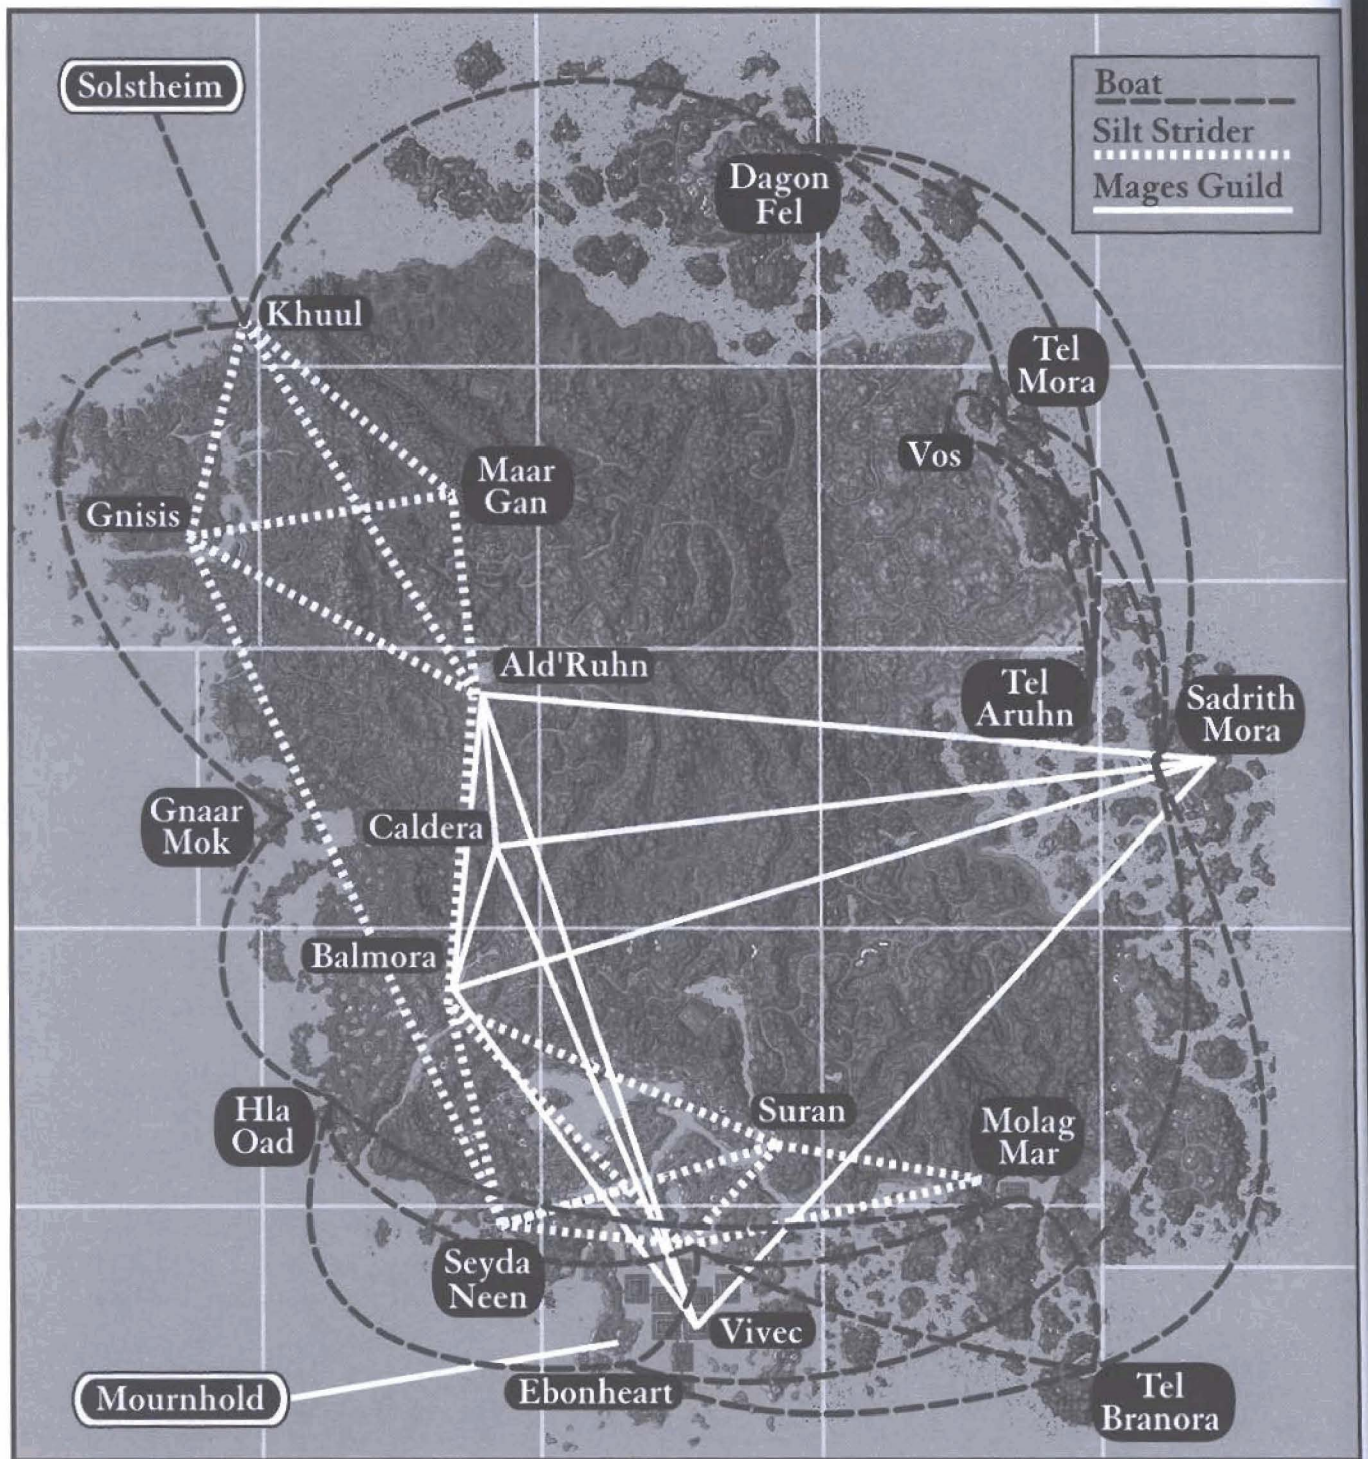 Solstheim
Boat
Silt Strider
Mages Guild
Dagon
Fel
Khuul
Tel
Mora
Vos
Maar
Gan
Gnisis
Ald'Ruhn
Tel
Aruhn
Sadrith
Mora
Gnaar
Mok
Caldera
Balmora
Suran
Hla
Oad
Molag
Mar
Seyda
Neen
Vivec
Mournhold
Ebonheart
Tel
Branora